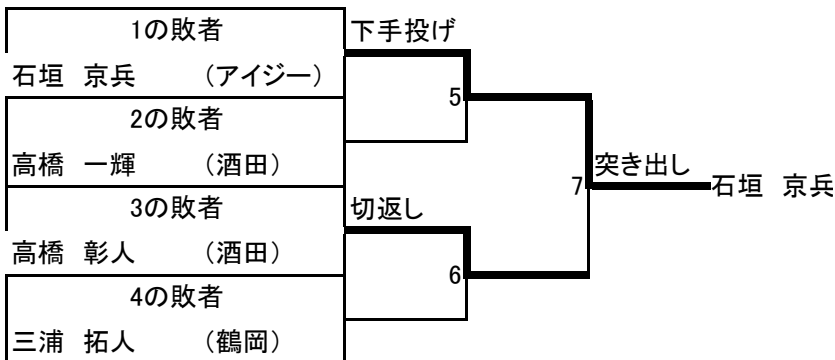 1の敗者
下手投げ
石垣 京兵 (アイジー)
5
2の敗者
高橋 一輝 (酒田)
突き出し
7
石垣 京兵
3の敗者
切返し
高橋 彰人 (酒田)
6
4の敗者
三浦 拓人 (鶴岡)